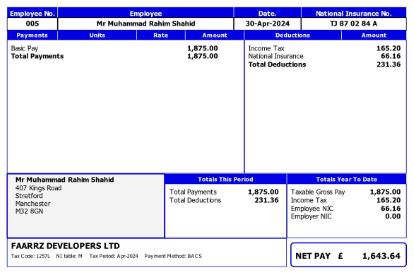 Employee No. Employee Date. National Insurance No.
005 Mr Muhammad Rahim Shahid 30-Apr-2024 TJ 87 02 84 A
Payments Units Rate Amount Deductions Amount
Basic Pay 1,875.00 Income Tax 165.20
Total Payments 1,875.00 National Insurance 66.16
Total Deductions 231.36
Mr Muhammad Rahim Shahid
407 Kings Road
Stretford
Manchester
M32 8GN
Totals This Period
Total Payments 1,875.00
Total Deductions 231.36
Totals Year To Date
Taxable Gross Pay 1,875.00
Income Tax 165.20
Employee NIC 66.16
Employer NIC 0.00
FAARRZ DEVELOPERS LTD
Tax Code: 1257L NI table: M Tax Period: Apr-2024 Payment Method: BACS
NET PAY £ 1,643.64